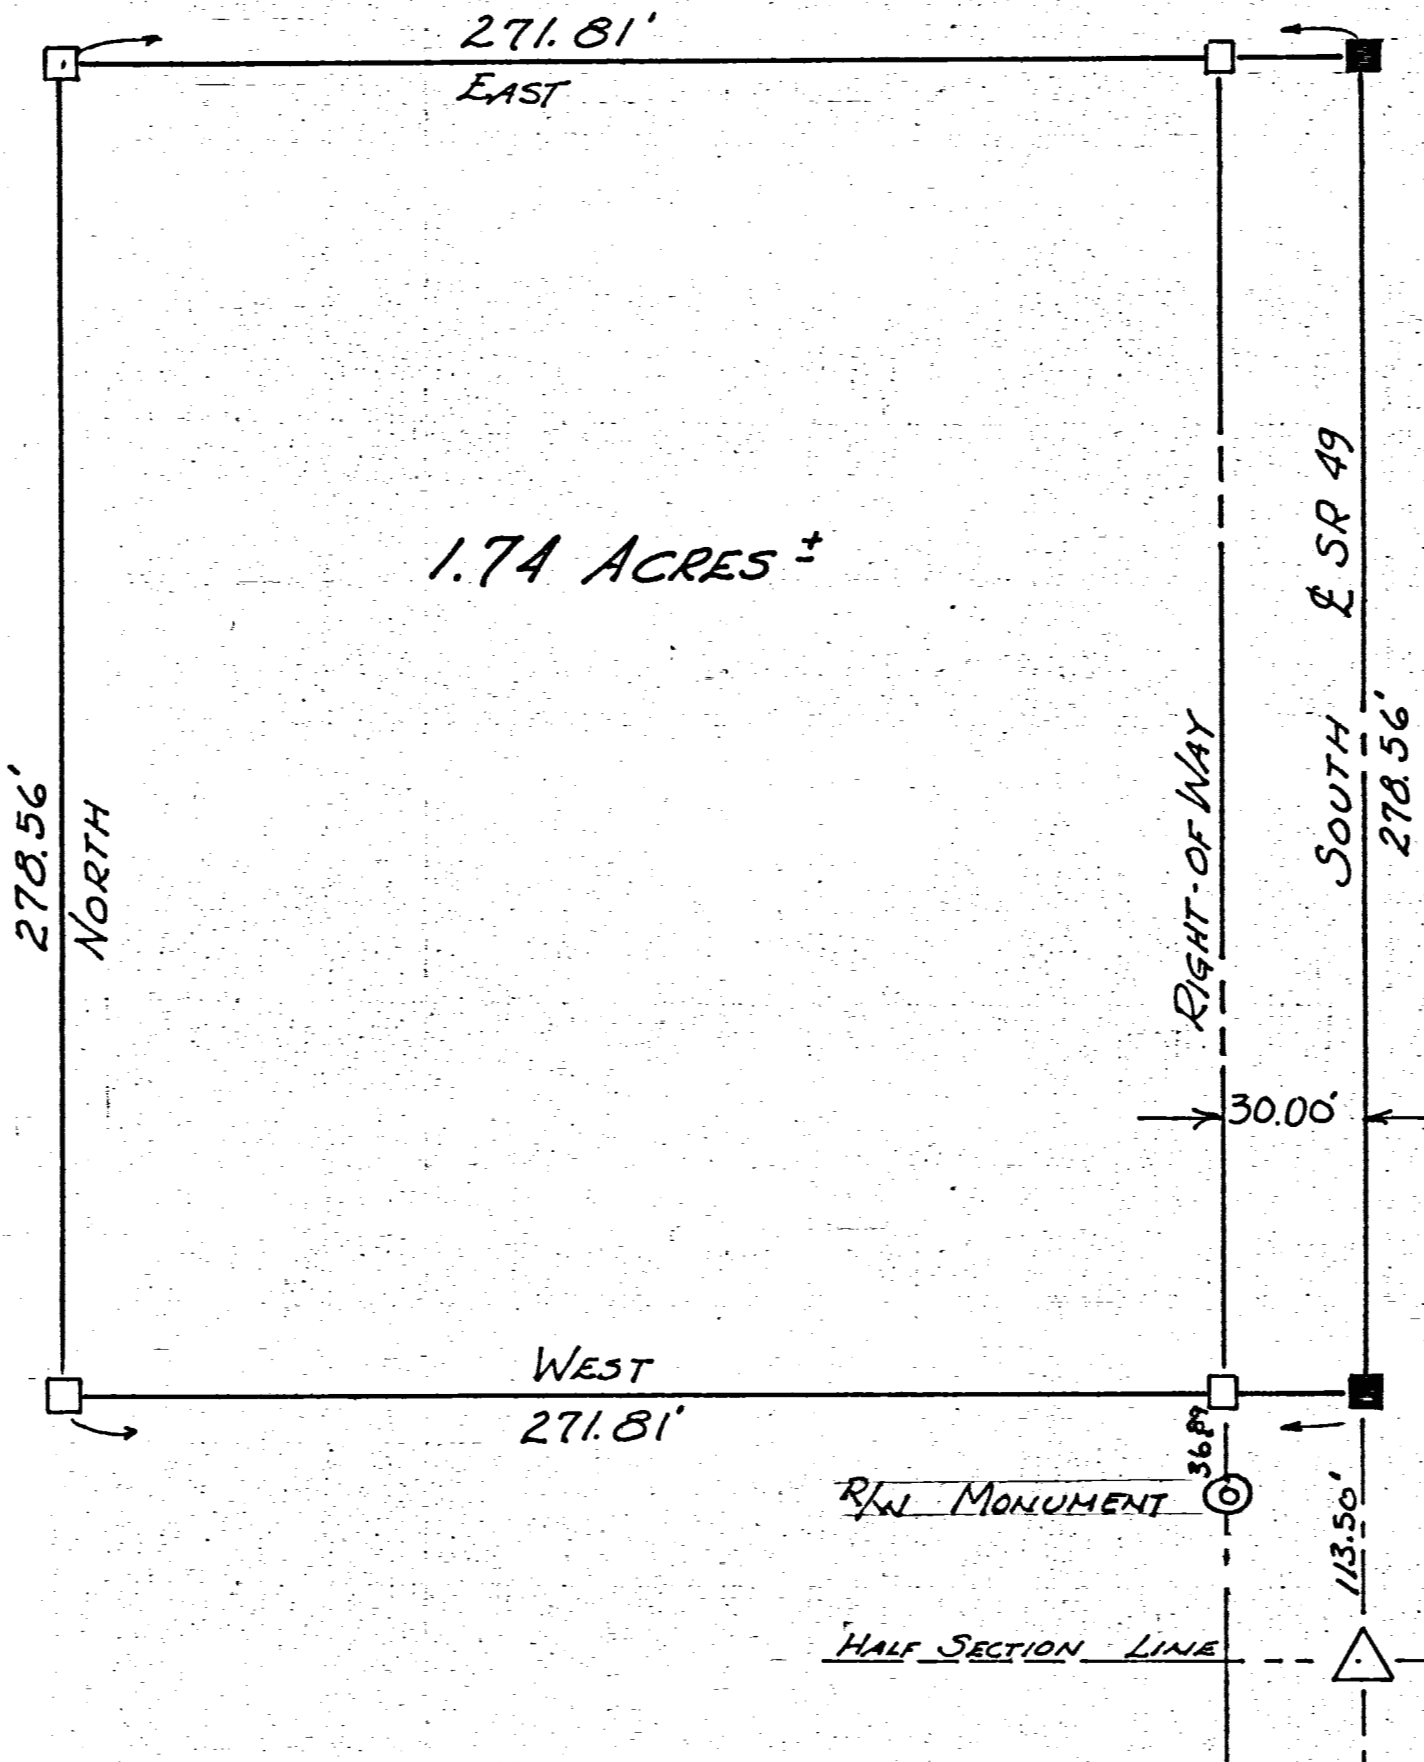 271.81'
EAST
1.74 ACRES ±
℄ SR 49
SOUTH
278.56'
RIGHT-OF WAY
278.56'
NORTH
30.00'
WEST
271.81'
36.89
R/W MONUMENT
113.50'
HALF SECTION LINE